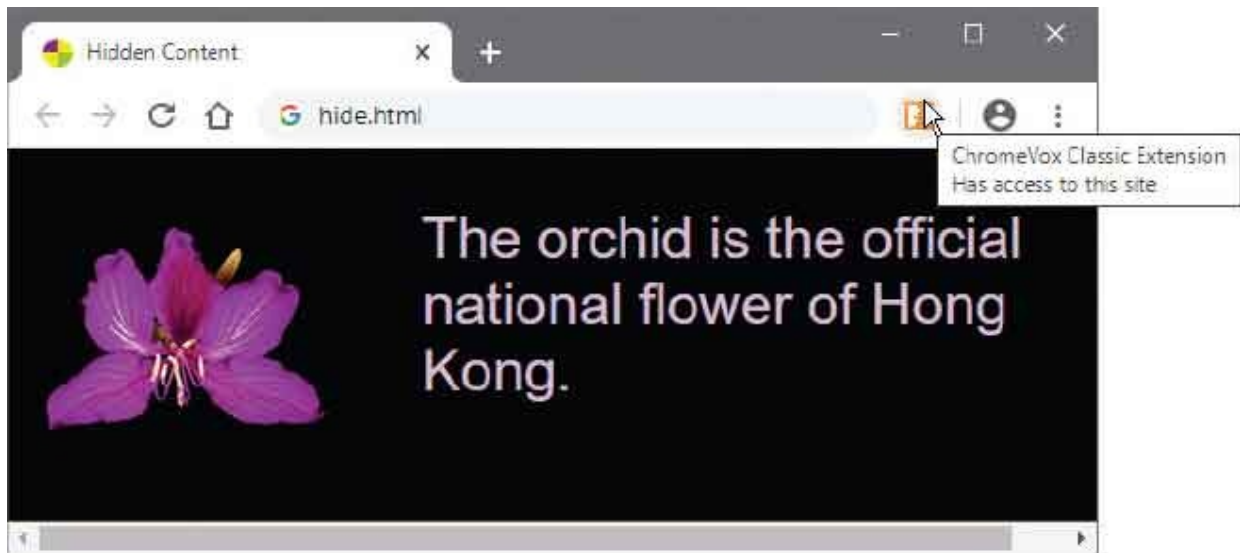 Hidden Content
hide.html
ChromeVox Classic Extension
Has access to this site
The orchid is the official
national flower of Hong
Kong.